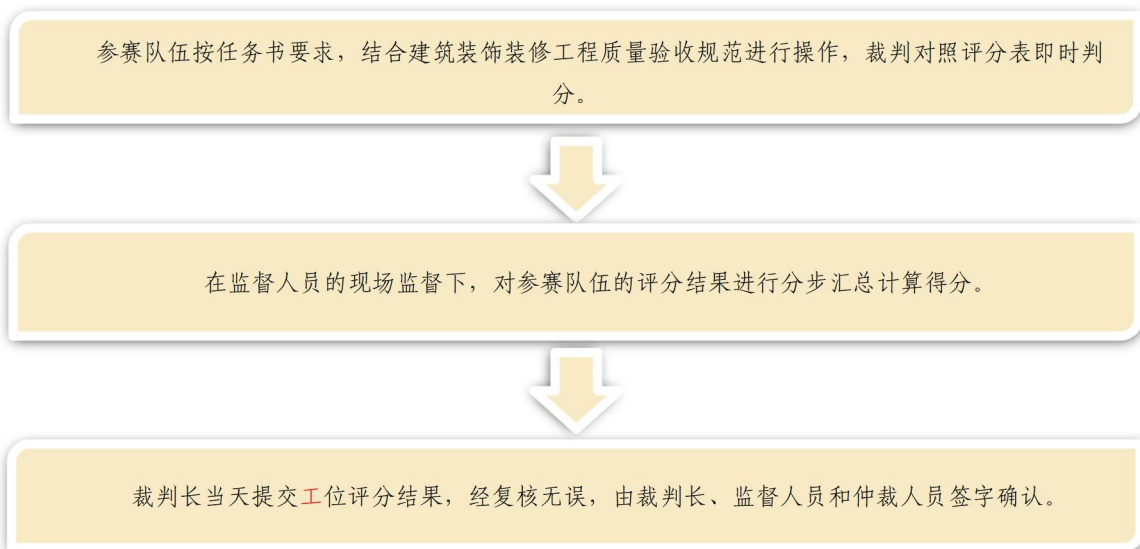 参赛队伍按任务书要求，结合建筑装饰装修工程质量验收规范进行操作，裁判对照评分表即时判
分。
在监督人员的现场监督下，对参赛队伍的评分结果进行分步汇总计算得分。
裁判长当天提交工位评分结果，经复核无误，由裁判长、监督人员和仲裁人员签字确认。